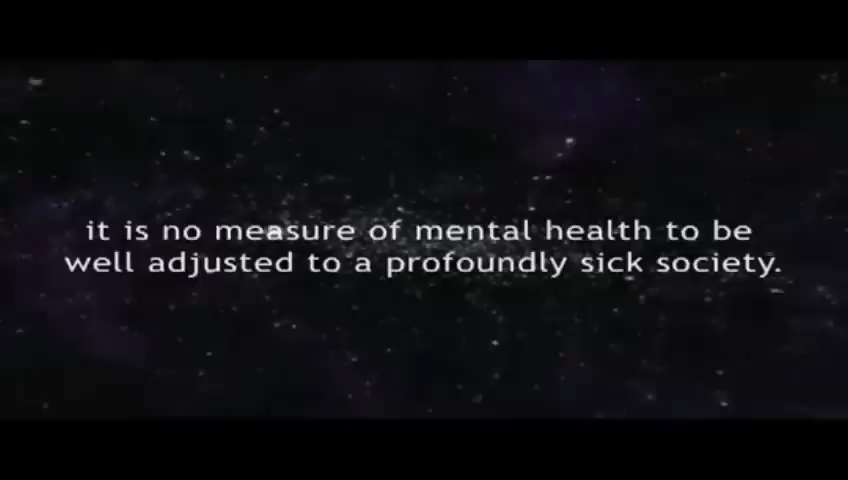 it is no measure of mental health to be
well adjusted to a profoundly sick society.